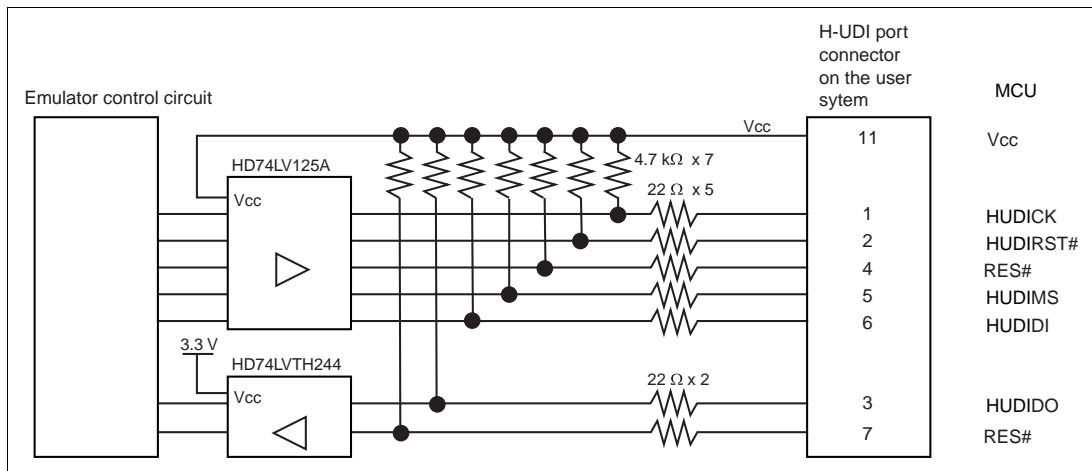 H-UDI port
connector
on the user
sytem
MCU
Emulator control circuit
Vcc
11
Vcc
HD74LV125A
4.7 kΩ x 7
Vcc
22 Ω x 5
1
HUDICK
2
HUDIRST#
4
RES#
5
HUDIMS
6
HUDIDI
3.3 V
HD74LVTH244
Vcc
22 Ω x 2
3
HUDIDO
7
RES#